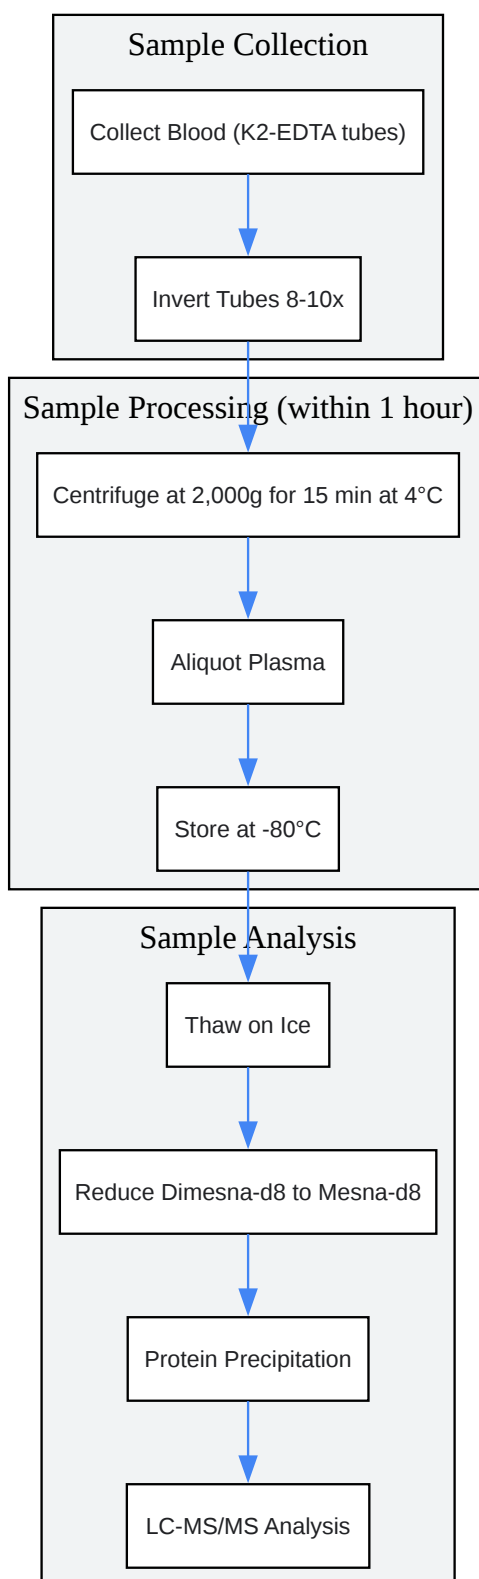 Sample Collection
Collect Blood (K2-EDTA tubes)
Invert Tubes 8-10x
Sample Processing (within 1 hour)
Centrifuge at 2,000g for 15 min at 4°C
Aliquot Plasma
Store at -80°C
Sample Analysis
Thaw on Ice
Reduce Dimesna-d8 to Mesna-d8
Protein Precipitation
LC-MS/MS Analysis